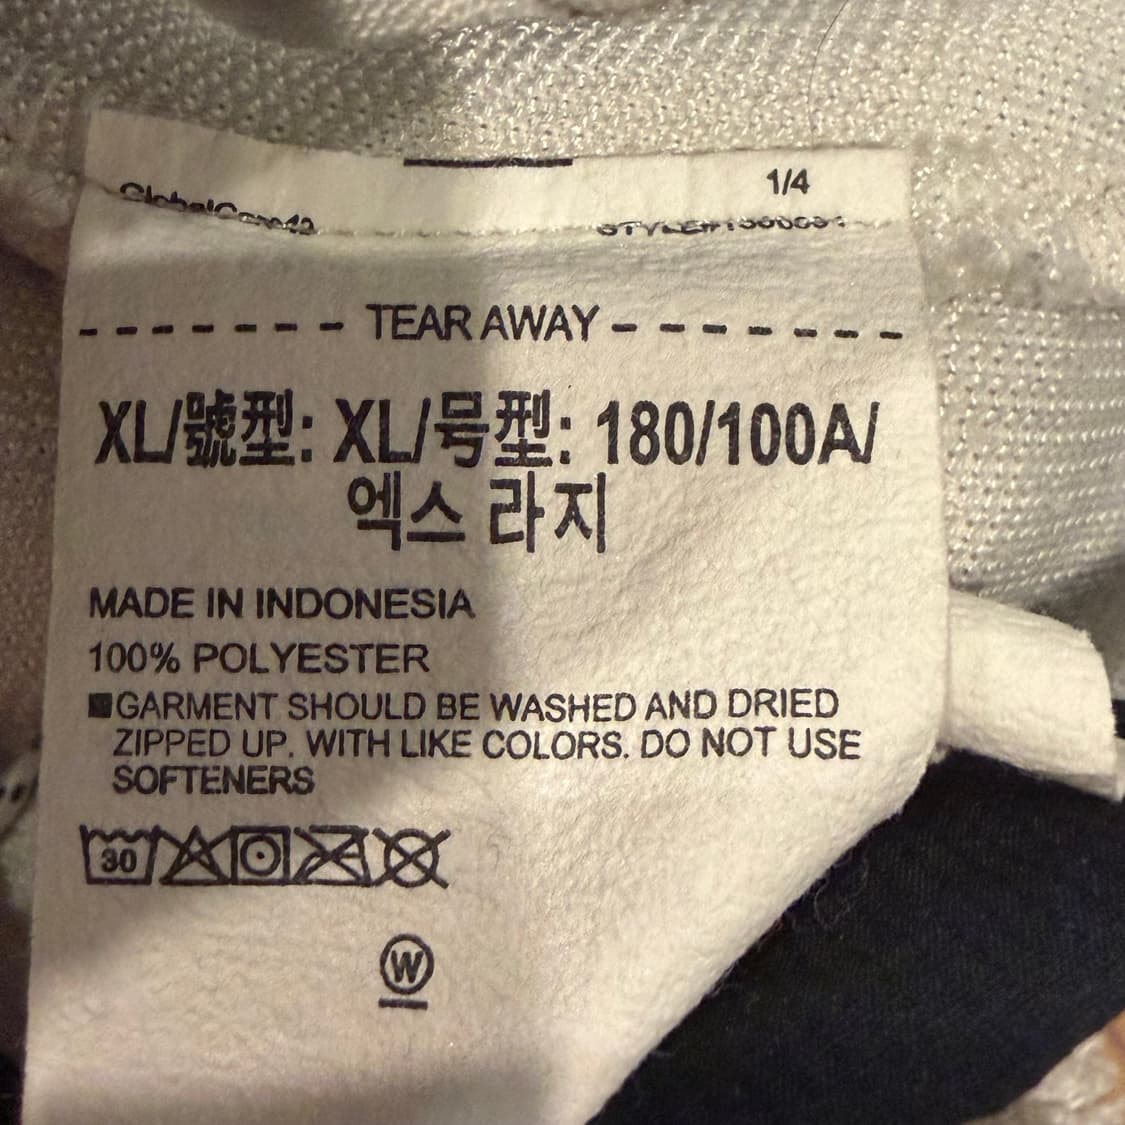 1/4
TEAR AWAY
XL/號型: XL/号型: 180/100A/
엑스 라지
MADE IN INDONESIA
100% POLYESTER
■GARMENT SHOULD BE WASHED AND DRIED
ZIPPED UP. WITH LIKE COLORS. DO NOT USE
SOFTENERS
30
W